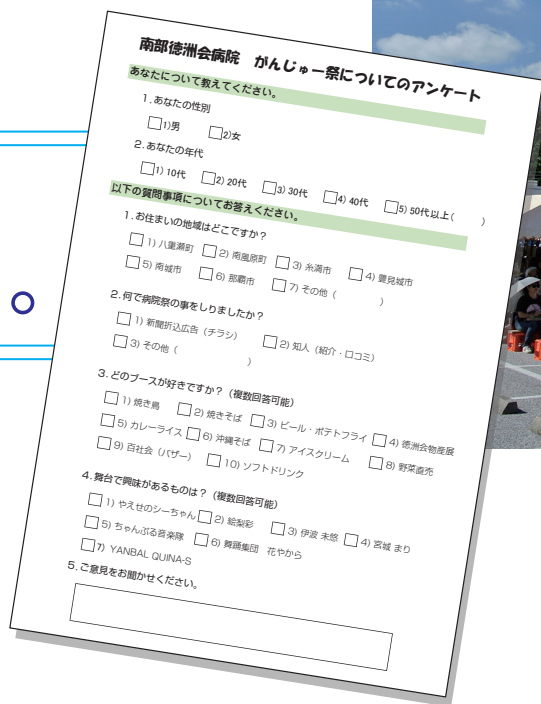 南部徳洲会病院　がんじゅー祭についてのアンケート
あなたについて教えてください。
1.あなたの性別
□1)男　□2)女
2.あなたの年代
□1) 10代　□2) 20代　□3) 30代　□4) 40代　□5) 50代以上(　　)
以下の質問事項についてお答えください。
1.お住まいの地域はどこですか？
□ 1) 八重瀬町　□ 2) 南風原町　□ 3) 糸満市　□ 4) 豊見城市
□ 5) 南城市　□ 6) 那覇市　□ 7) その他（　　　）
2.何で病院祭の事をしりましたか？
□ 1) 新聞折込広告（チラシ）　□ 2) 知人（紹介・口コミ）
□ 3) その他（　　　　　）
3.どのブースが好きですか？（複数回答可能）
□ 1) 焼き鳥　□ 2) 焼きそば　□ 3) ビール・ポテトフライ　□ 4) 徳洲会物産展
□ 5) カレーライス　□ 6) 沖縄そば　□ 7) アイスクリーム　□ 8) 野菜直売
□ 9) 百社会（バザー）　□ 10) ソフトドリンク
4.舞台で興味があるものは？（複数回答可能）
□ 1) やえせのシーちゃん　□ 2) 絵梨彩　□ 3) 伊波 未悠　□ 4) 宮城 まり
□ 5) ちゃんぷる音楽隊　□ 6) 舞踊集団　花やから
□ 7) YANBAL QUINA-S
5.ご意見をお聞かせください。